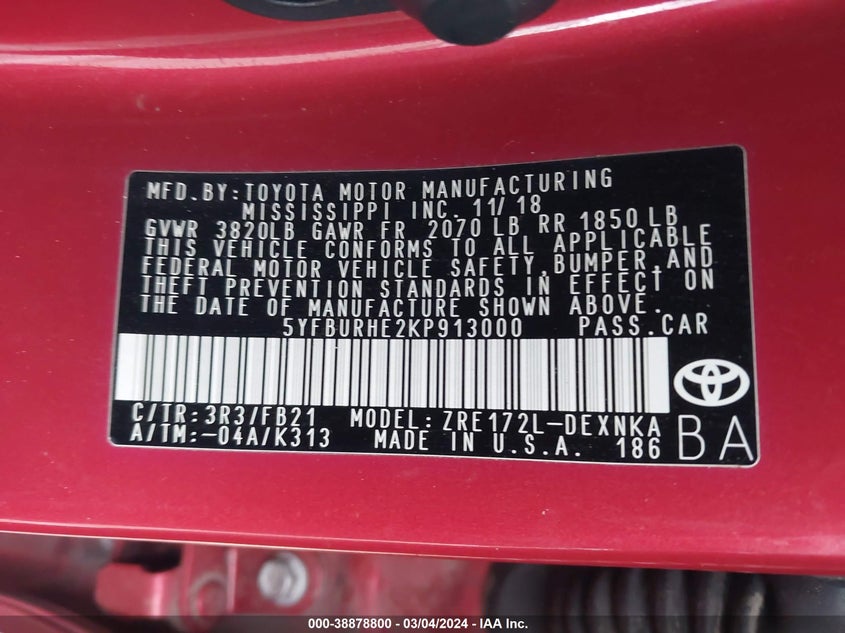 MFD.BY:TOYOTA MOTOR MANUFACTURING
MISSISSIPPI INC. 11/18
GVWR 3820LB GAWR FR 2070 LB RR 1850 LB
THIS VEHICLE CONFORMS TO ALL APPLICABLE
FEDERAL MOTOR VEHICLE SAFETY,BUMPER,AND
THEFT PREVENTION STANDARDS IN EFFECT ON
THE DATE OF MANUFACTURE SHOWN ABOVE.
5YFBURHE2KP913000 PASS.CAR
C/TR:3R3/FB21 MODEL:ZRE172L-DEXNKA
A/TM:-04A/K313 MADE IN U.S.A. 186
BA
000-38878800 - 03/04/2024 - IAA Inc.